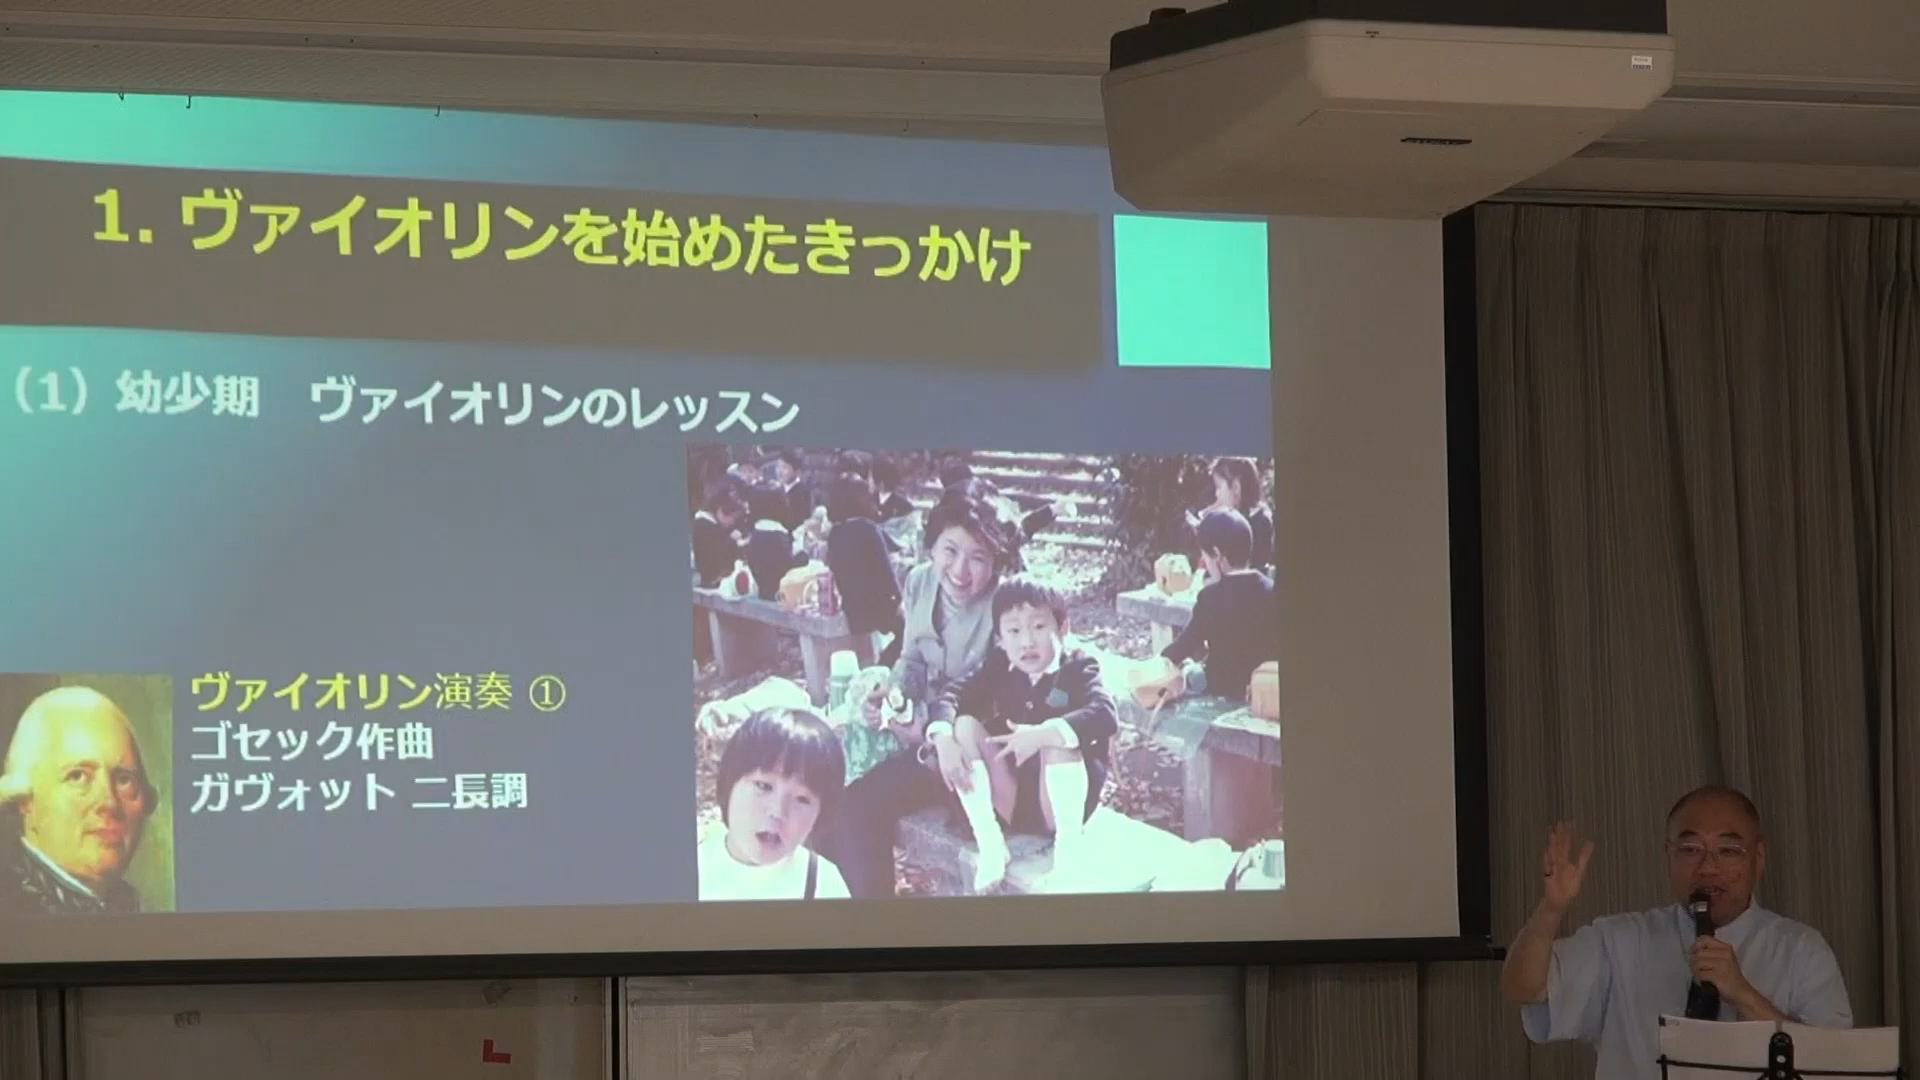 1. ヴァイオリンを始めたきっかけ
（1）幼少期　ヴァイオリンのレッスン
ヴァイオリン演奏 ①
ゴセック作曲
ガヴォット 二長調